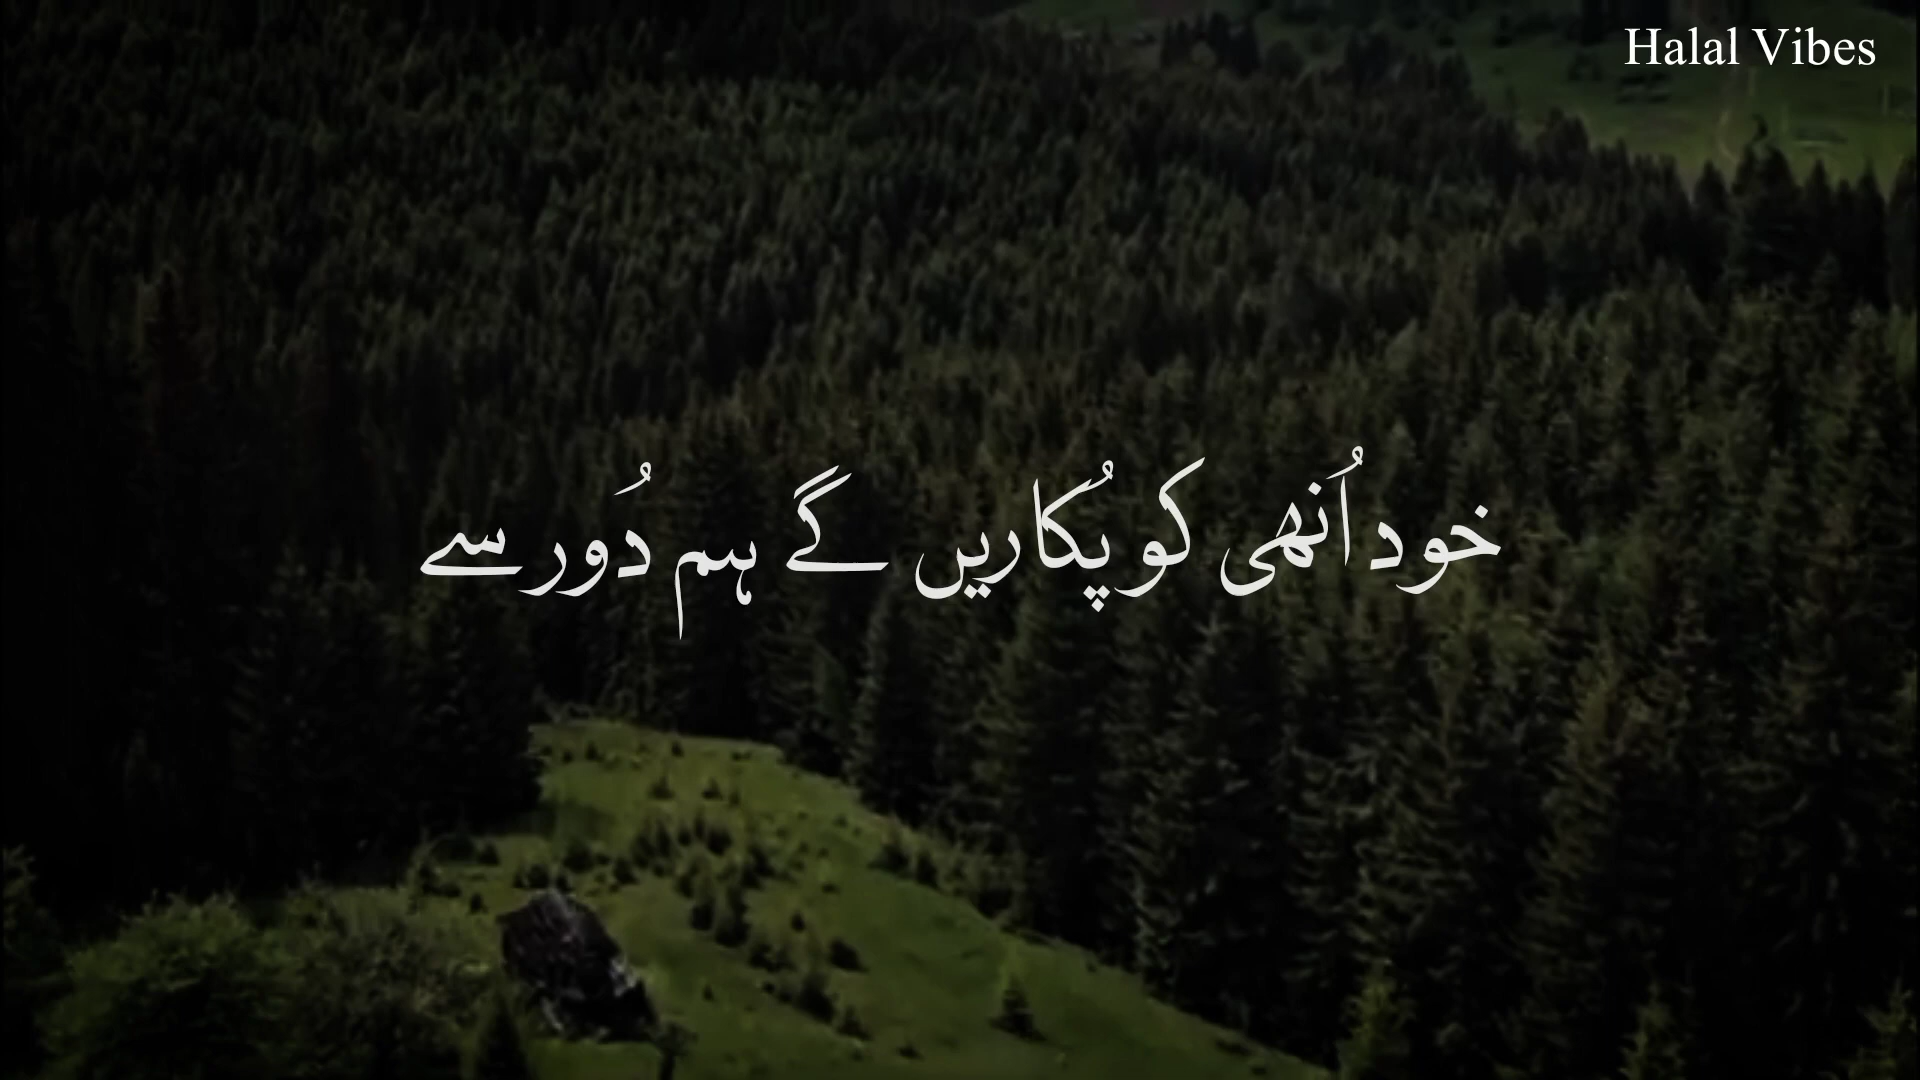 Halal Vibes
خود اُنھی کو پُکاریں گے ہم دُور سے